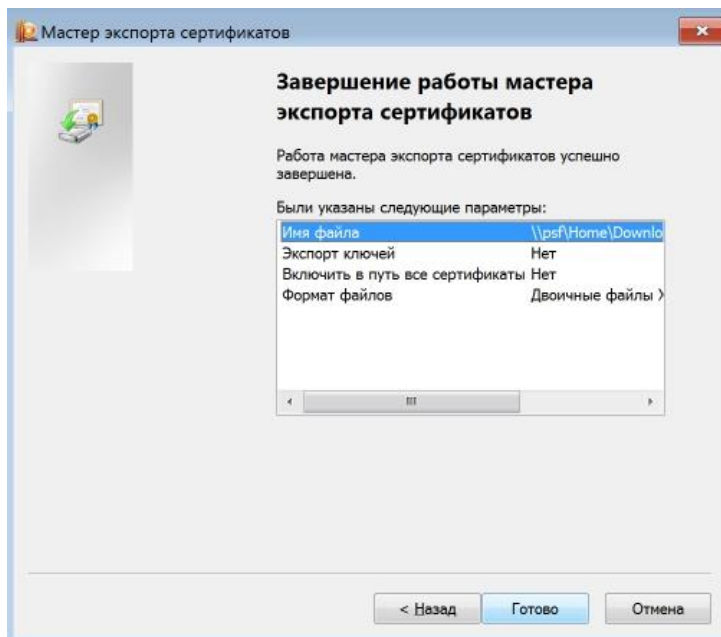 Мастер экспорта сертификатов
Завершение работы мастера
экспорта сертификатов
Работа мастера экспорта сертификатов успешно
завершена.
Были указаны следующие параметры:
Имя файла \\psf\Home\Downlo
Экспорт ключей Нет
Включить в путь все сертификаты Нет
Формат файлов Двоичные файлы X
< Назад Готово Отмена